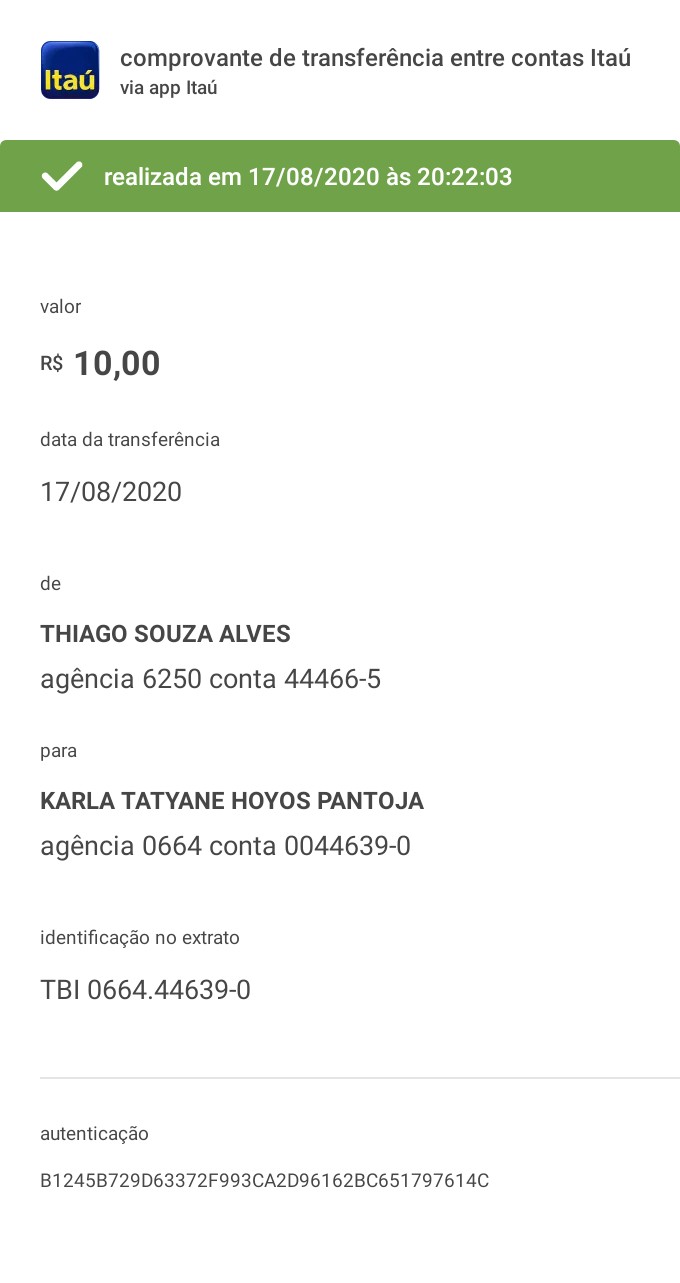 Itaú
comprovante de transferência entre contas Itaú
via app Itaú
realizada em 17/08/2020 às 20:22:03
valor
R$ 10,00
data da transferência
17/08/2020
de
THIAGO SOUZA ALVES
agência 6250 conta 44466-5
para
KARLA TATYANE HOYOS PANTOJA
agência 0664 conta 0044639-0
identificação no extrato
TBI 0664.44639-0
autenticação
B1245B729D63372F993CA2D96162BC651797614C